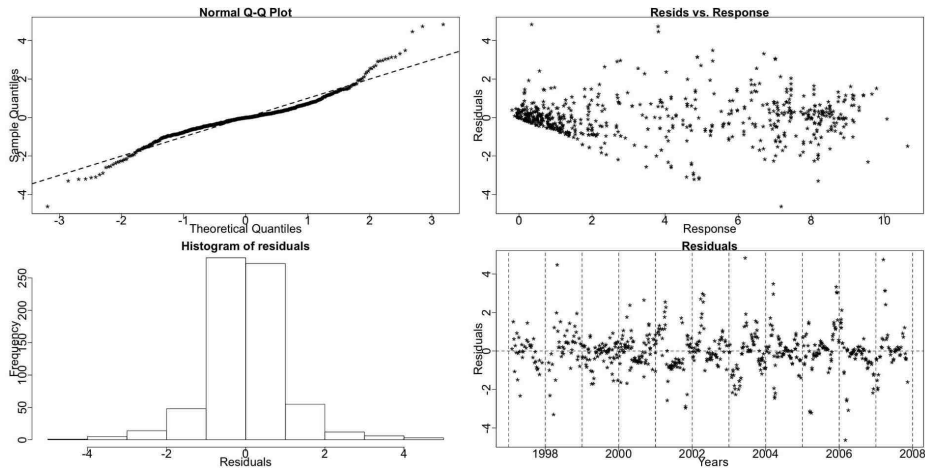 Normal Q-Q Plot
Sample Quantiles
-4 -2 0 2 4
-3 -2 -1 0 1 2 3
Theoretical Quantiles
Resids vs. Response
Residuals
-4 -2 0 2 4
0 2 4 6 8 10
Response
Histogram of residuals
Frequency
0 50 100 150 200 250
-4 -2 0 2 4
Residuals
Residuals
Residuals
-4 -2 0 2 4
1998 2000 2002 2004 2006 2008
Years